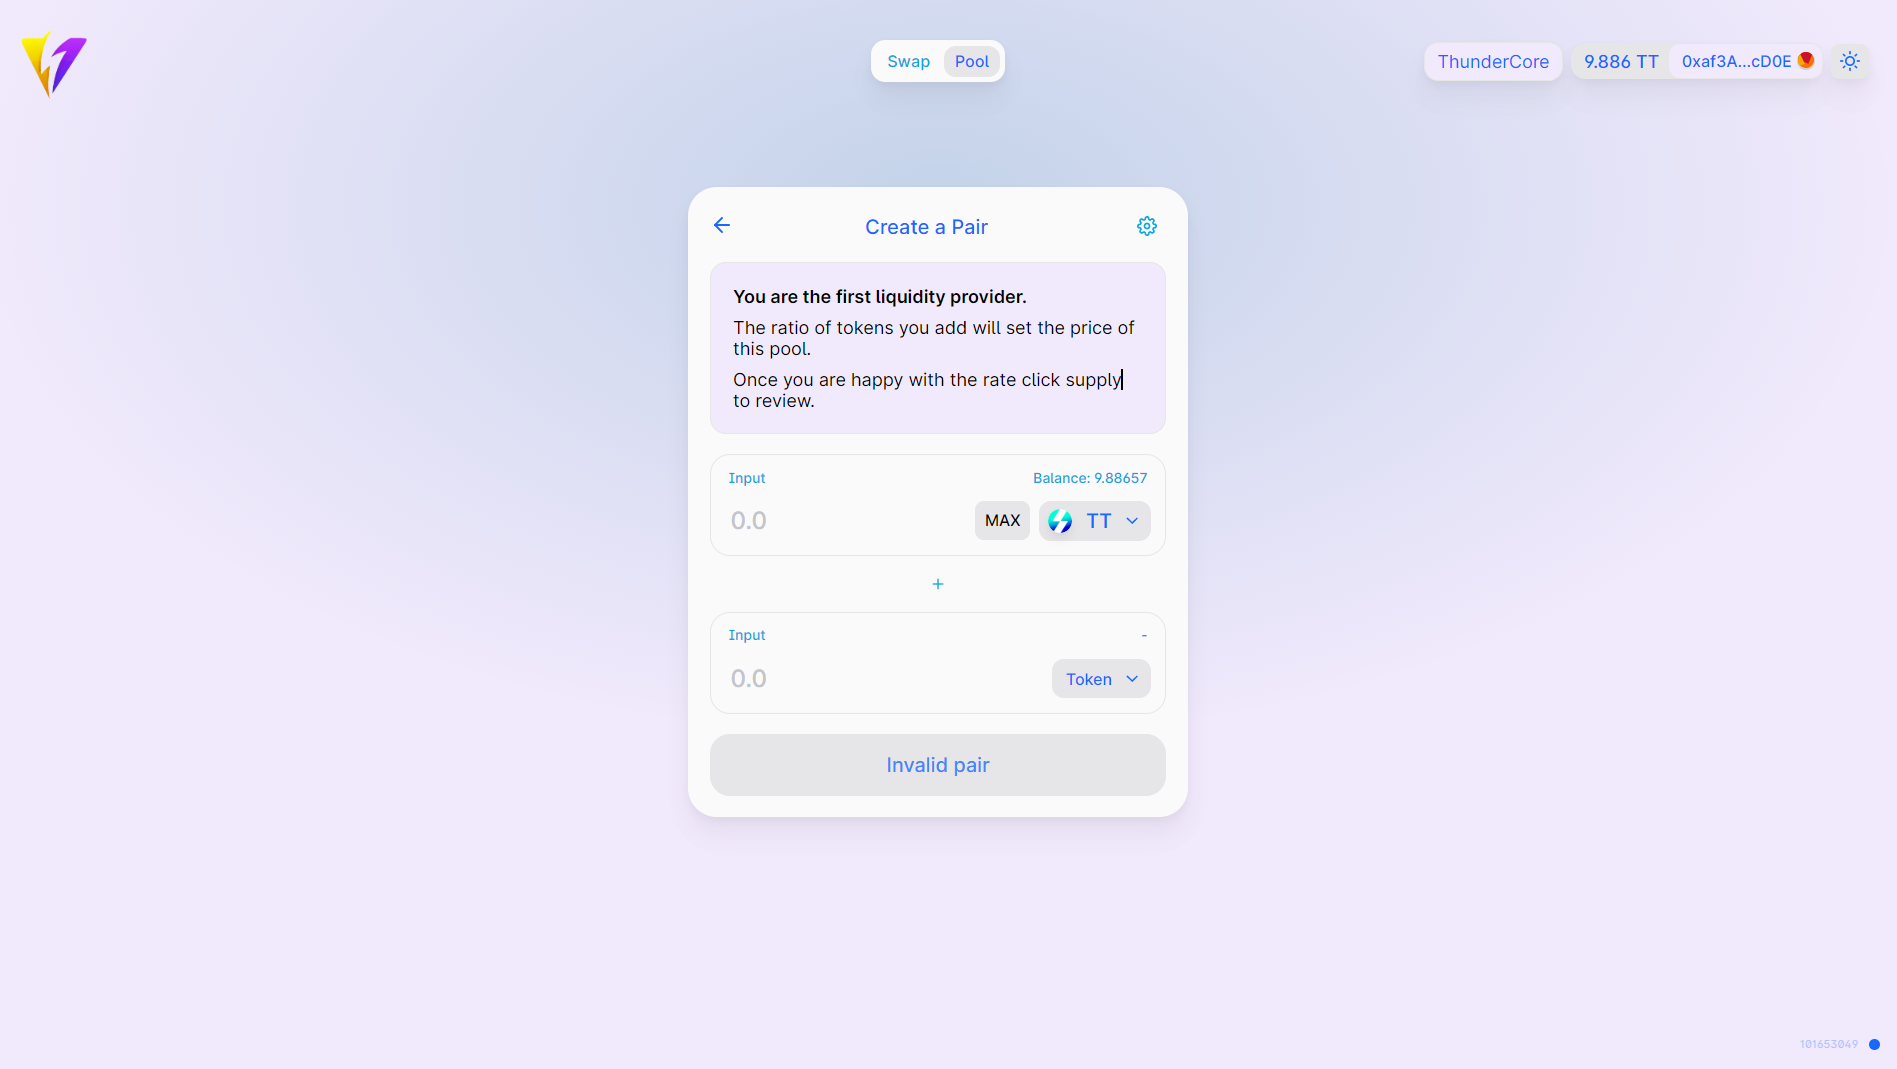 Swap Pool
ThunderCore 9.886 TT 0xaf3A...cD0E
Create a Pair
You are the first liquidity provider.
The ratio of tokens you add will set the price of
this pool.
Once you are happy with the rate click supply
to review.
Input Balance: 9.88657
0.0 MAX TT
+
Input -
0.0 Token
Invalid pair
101653049